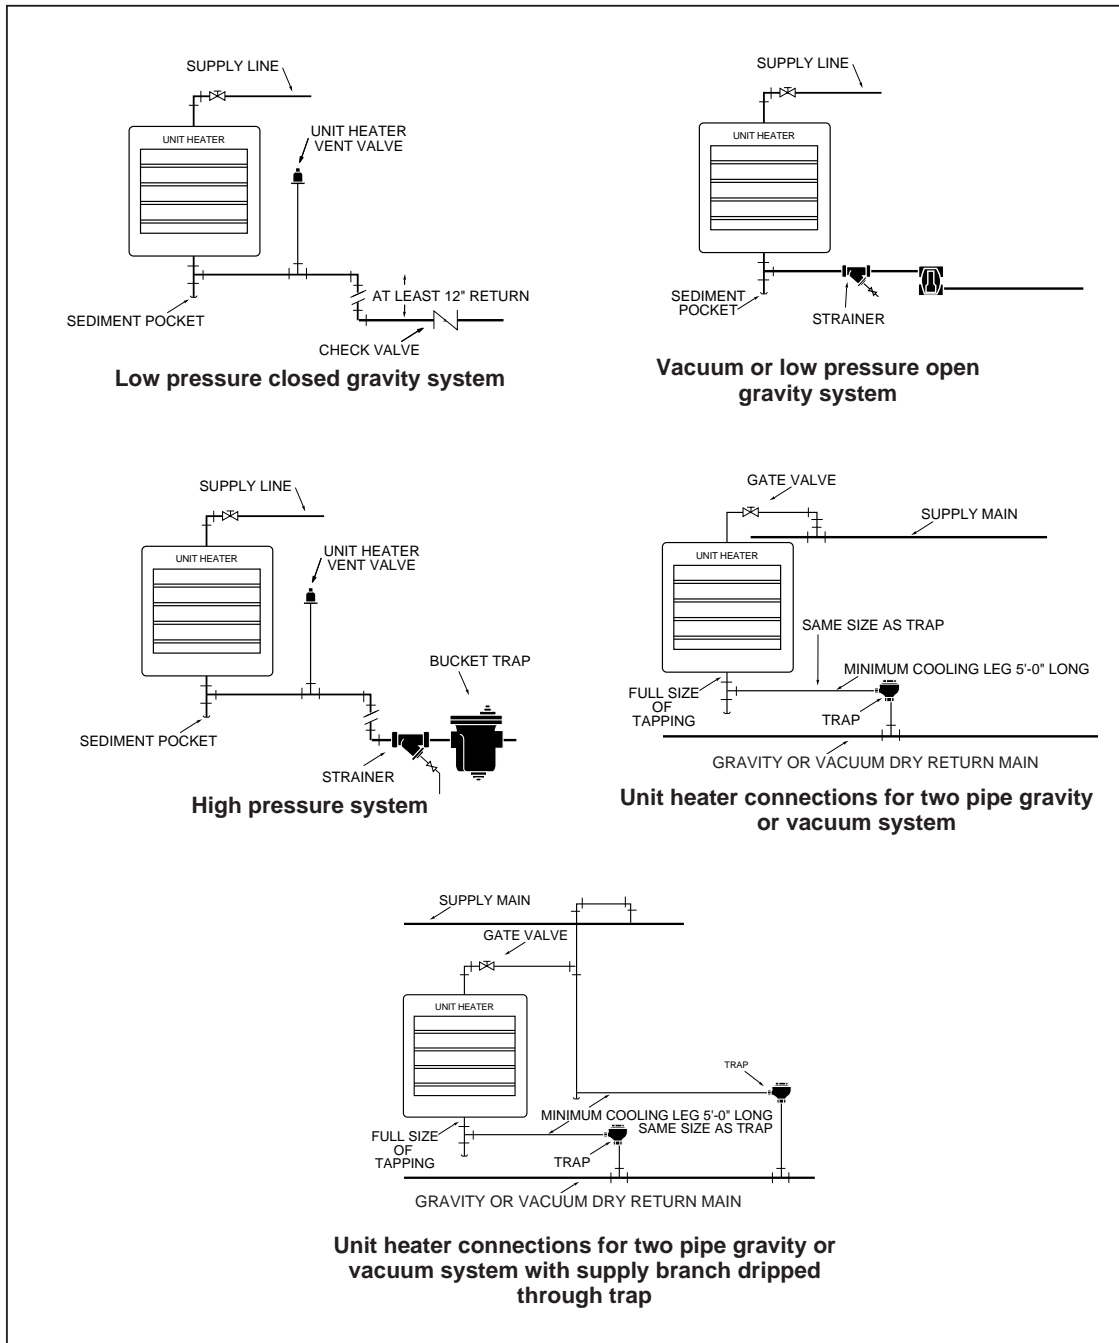 SUPPLY LINE
UNIT HEATER
VENT VALVE
UNIT HEATER
AT LEAST 12" RETURN
SEDIMENT POCKET
CHECK VALVE
Low pressure closed gravity system
SUPPLY LINE
UNIT HEATER
SEDIMENT
POCKET
STRAINER
Vacuum or low pressure open
gravity system
SUPPLY LINE
UNIT HEATER
VENT VALVE
UNIT HEATER
BUCKET TRAP
SEDIMENT POCKET
STRAINER
High pressure system
GATE VALVE
SUPPLY MAIN
UNIT HEATER
SAME SIZE AS TRAP
MINIMUM COOLING LEG 5'-0" LONG
FULL SIZE
OF
TAPPING
TRAP
GRAVITY OR VACUUM DRY RETURN MAIN
Unit heater connections for two pipe gravity
or vacuum system
SUPPLY MAIN
GATE VALVE
UNIT HEATER
TRAP
MINIMUM COOLING LEG 5'-0" LONG
SAME SIZE AS TRAP
FULL SIZE
OF
TAPPING
TRAP
GRAVITY OR VACUUM DRY RETURN MAIN
Unit heater connections for two pipe gravity or
vacuum system with supply branch dripped
through trap